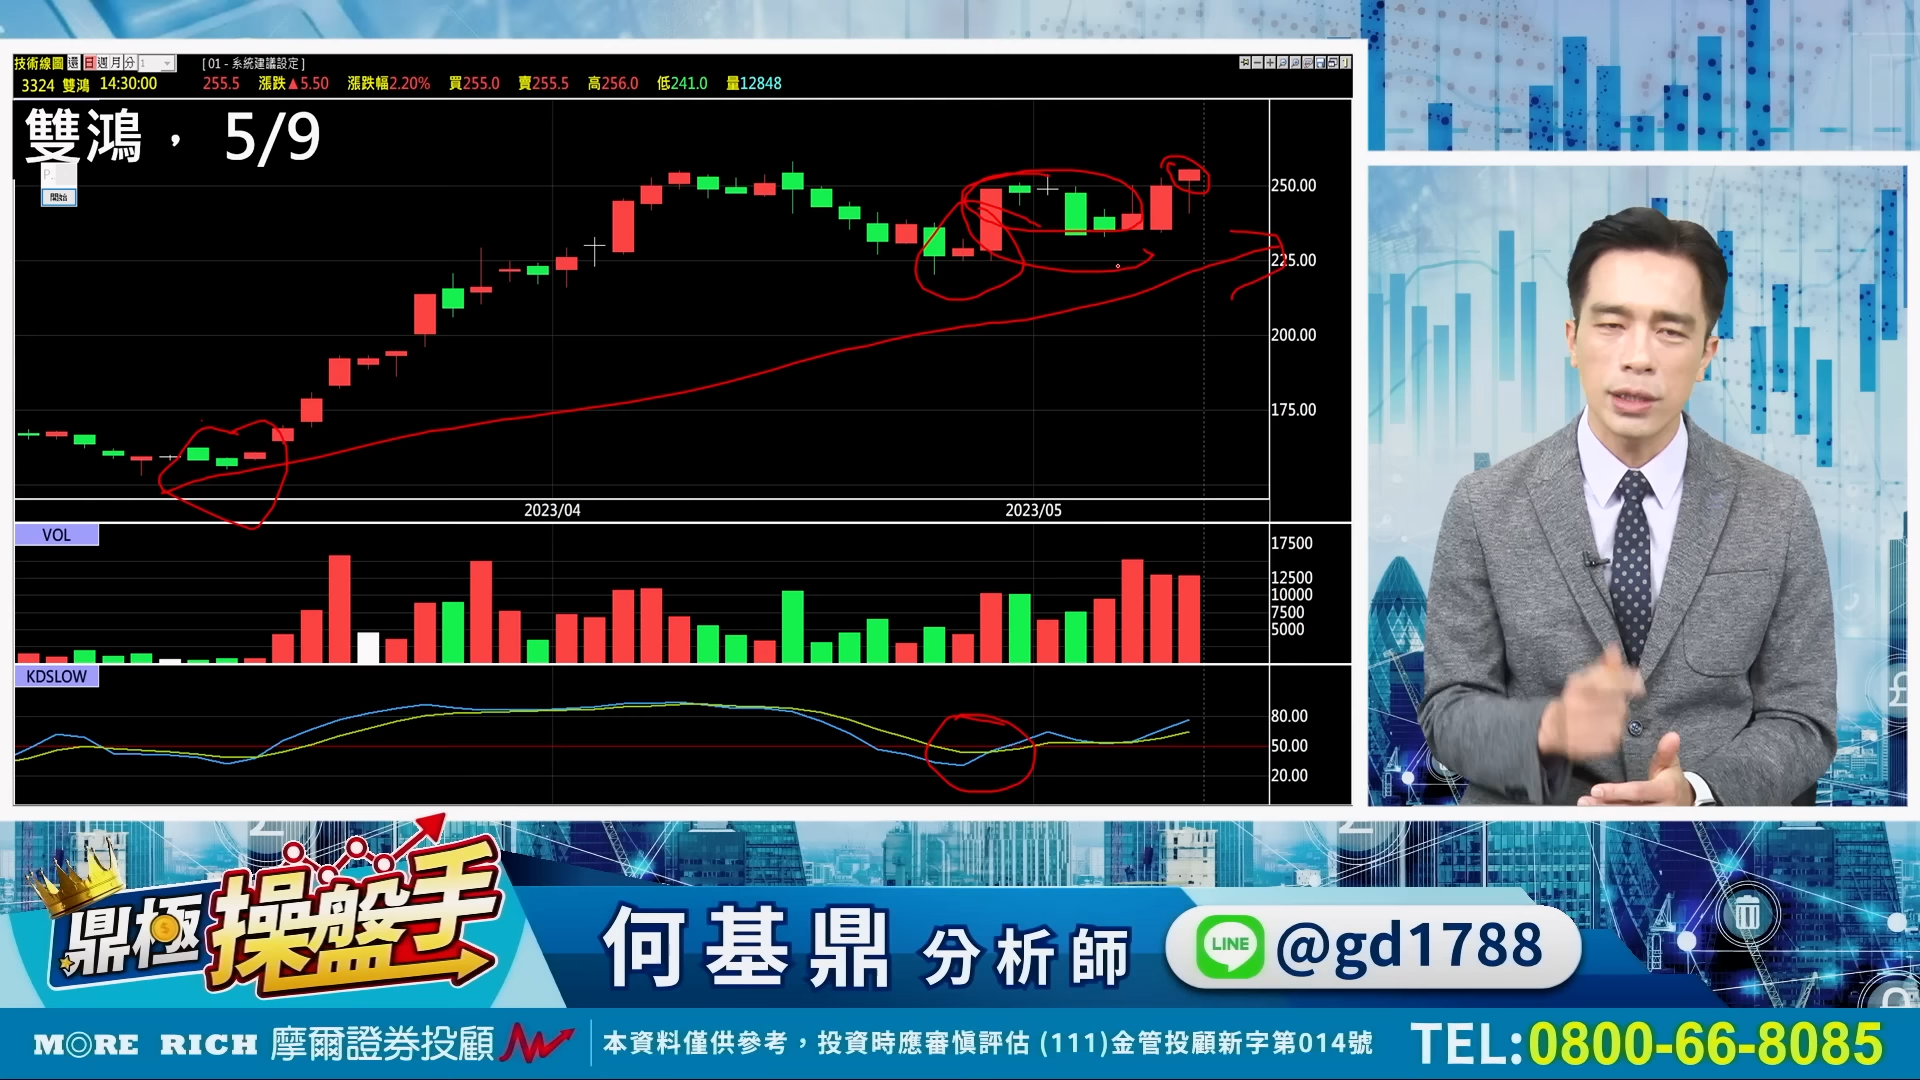 技術線圖 還 日 週 月 分 1 [ 01 - 系統建議設定 ]
3324 雙鴻 14:30:00 255.5 漲跌▲5.50 漲跌幅2.20% 買255.0 賣255.5 高256.0 低241.0 量12848
雙鴻， 5/9
P..
開始
250.00
225.00
200.00
175.00
2023/04 2023/05
VOL
17500
12500
10000
7500
5000
KDSLOW
80.00
50.00
20.00
鼎極操盤手
何基鼎 分析師
LINE @gd1788
MORE RICH 摩爾證券投顧
本資料僅供參考，投資時應審慎評估 (111)金管投顧新字第014號
TEL:0800-66-8085